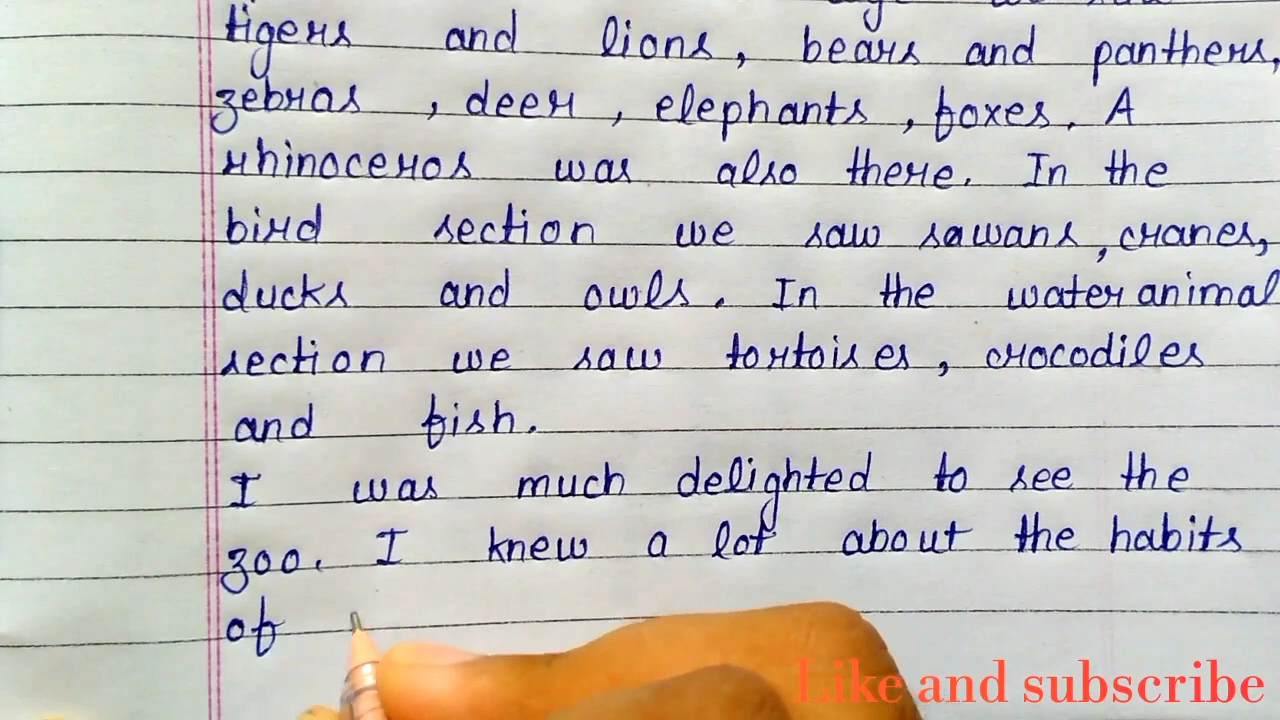 tigers and lions, bears and panthers,
zebras , deer , elephants , foxes. A
rhinoceros was also there. In the
bird section we saw sawans , cranes,
ducks and owls. In the water animal
section we saw tortoises , crocodiles
and fish.
I was much delighted to see the
zoo. I knew a lot about the habits
of
Like and subscribe